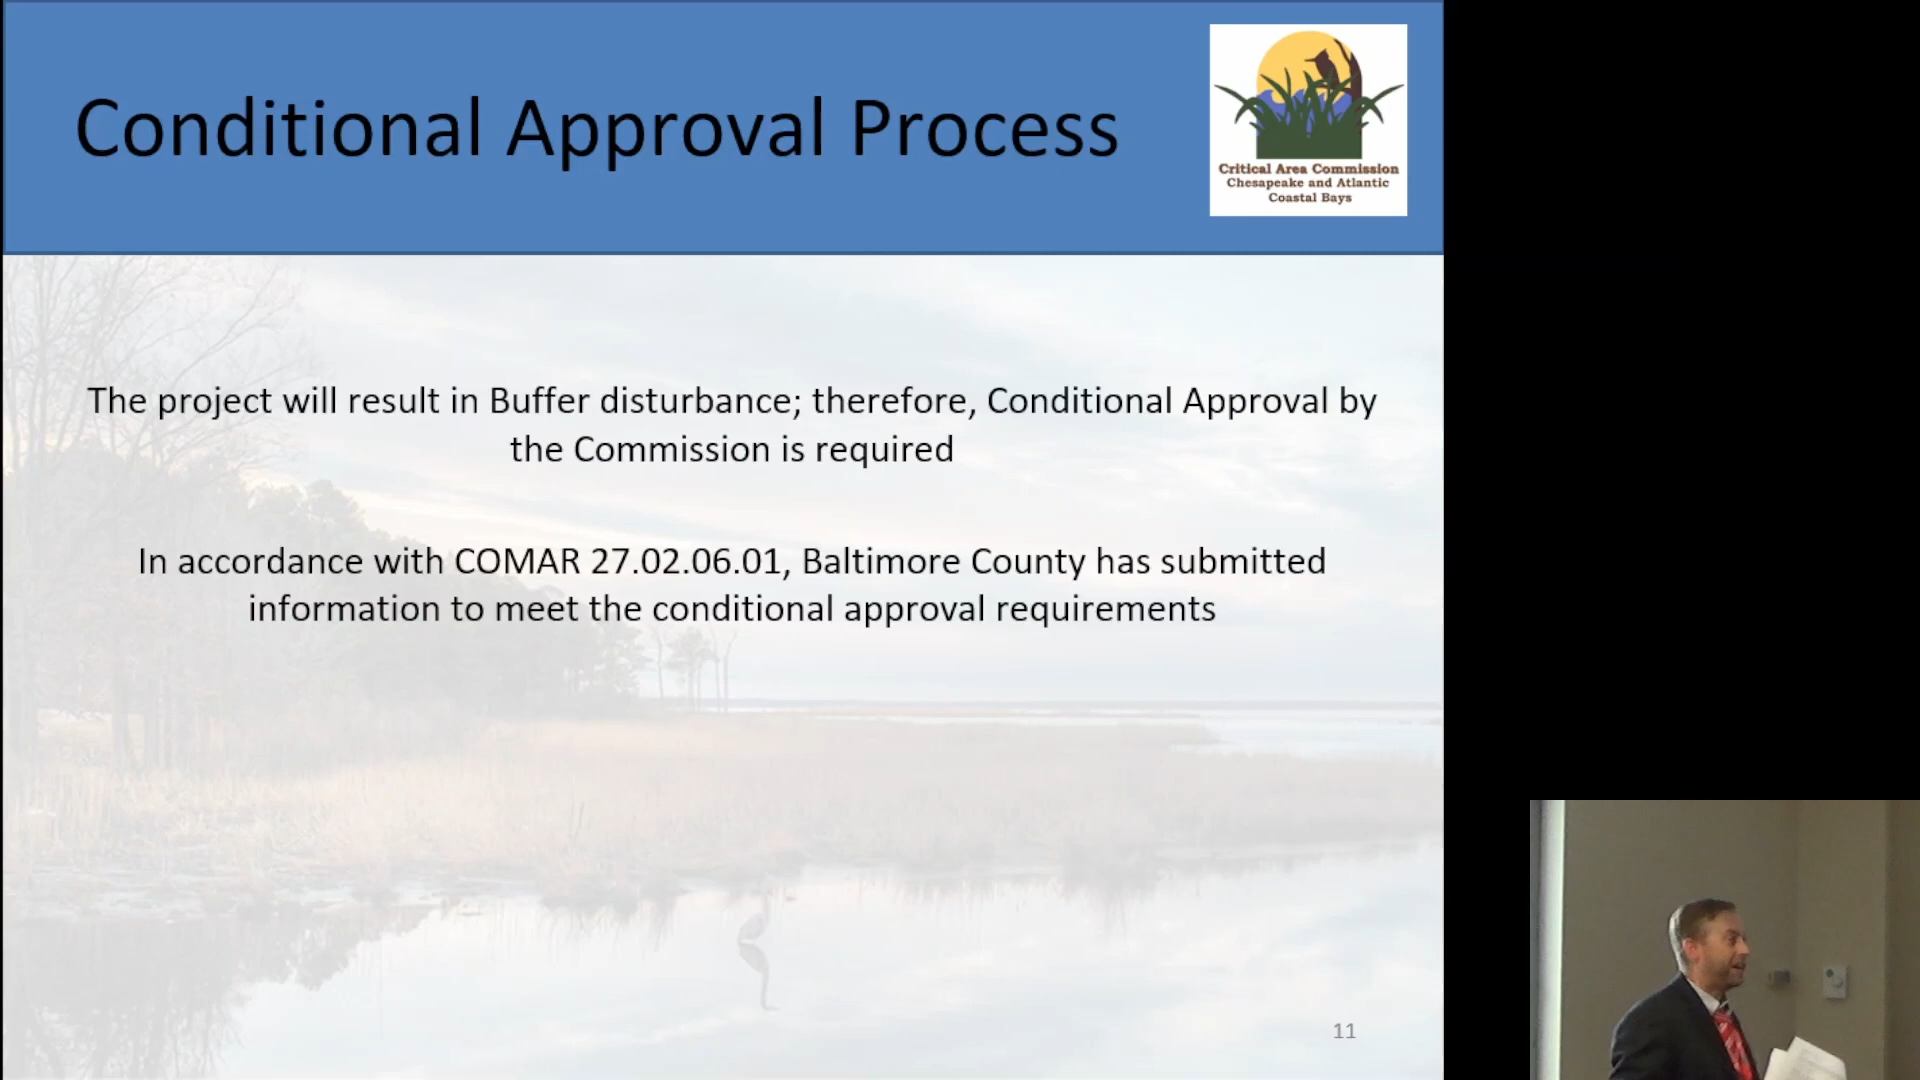 Conditional Approval Process
Critical Area Commission
Chesapeake and Atlantic
Coastal Bays
The project will result in Buffer disturbance; therefore, Conditional Approval by
the Commission is required
In accordance with COMAR 27.02.06.01, Baltimore County has submitted
information to meet the conditional approval requirements
11